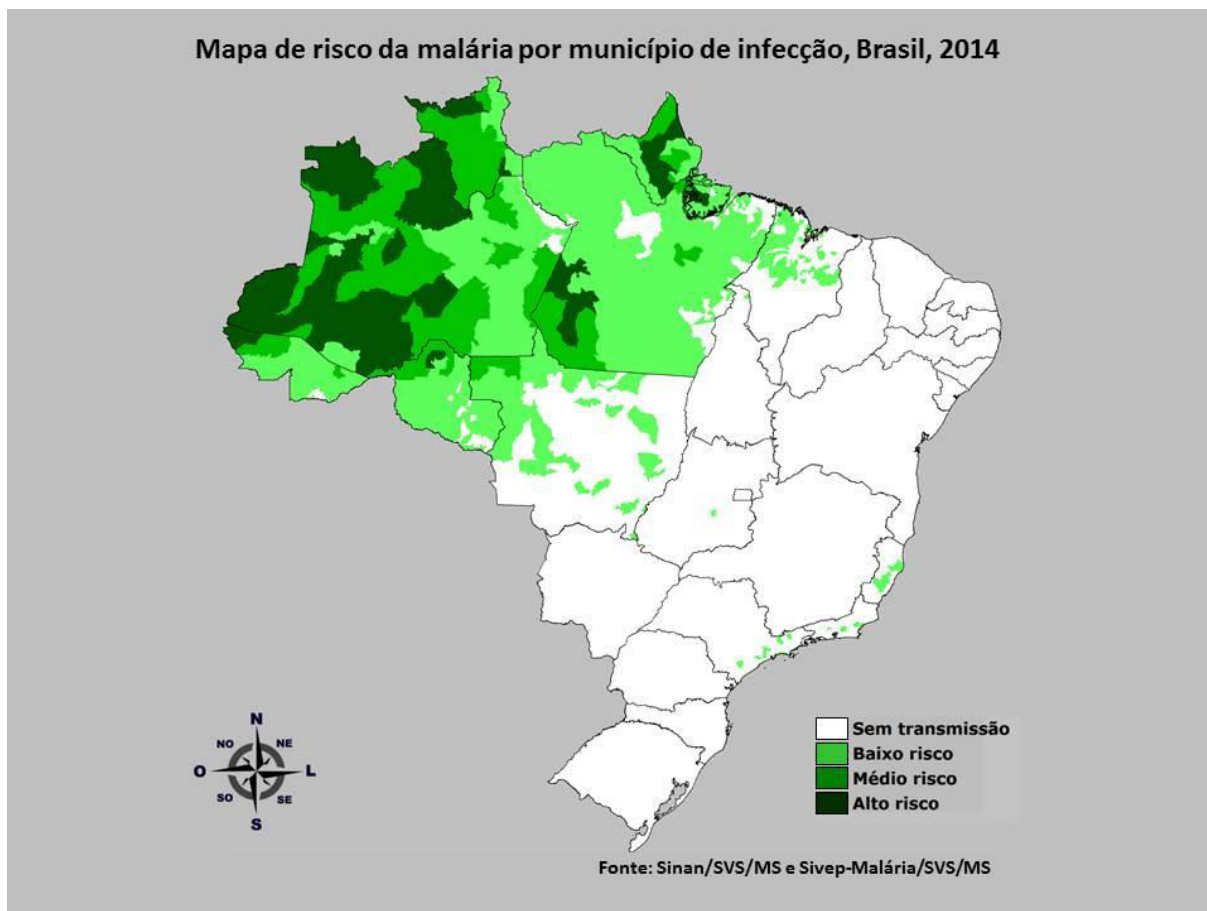 Mapa de risco da malária por município de infecção, Brasil, 2014
N
NO
NE
O
L
SO
SE
S
Sem transmissão
Baixo risco
Médio risco
Alto risco
Fonte: Sinan/SVS/MS e Sivep-Malária/SVS/MS